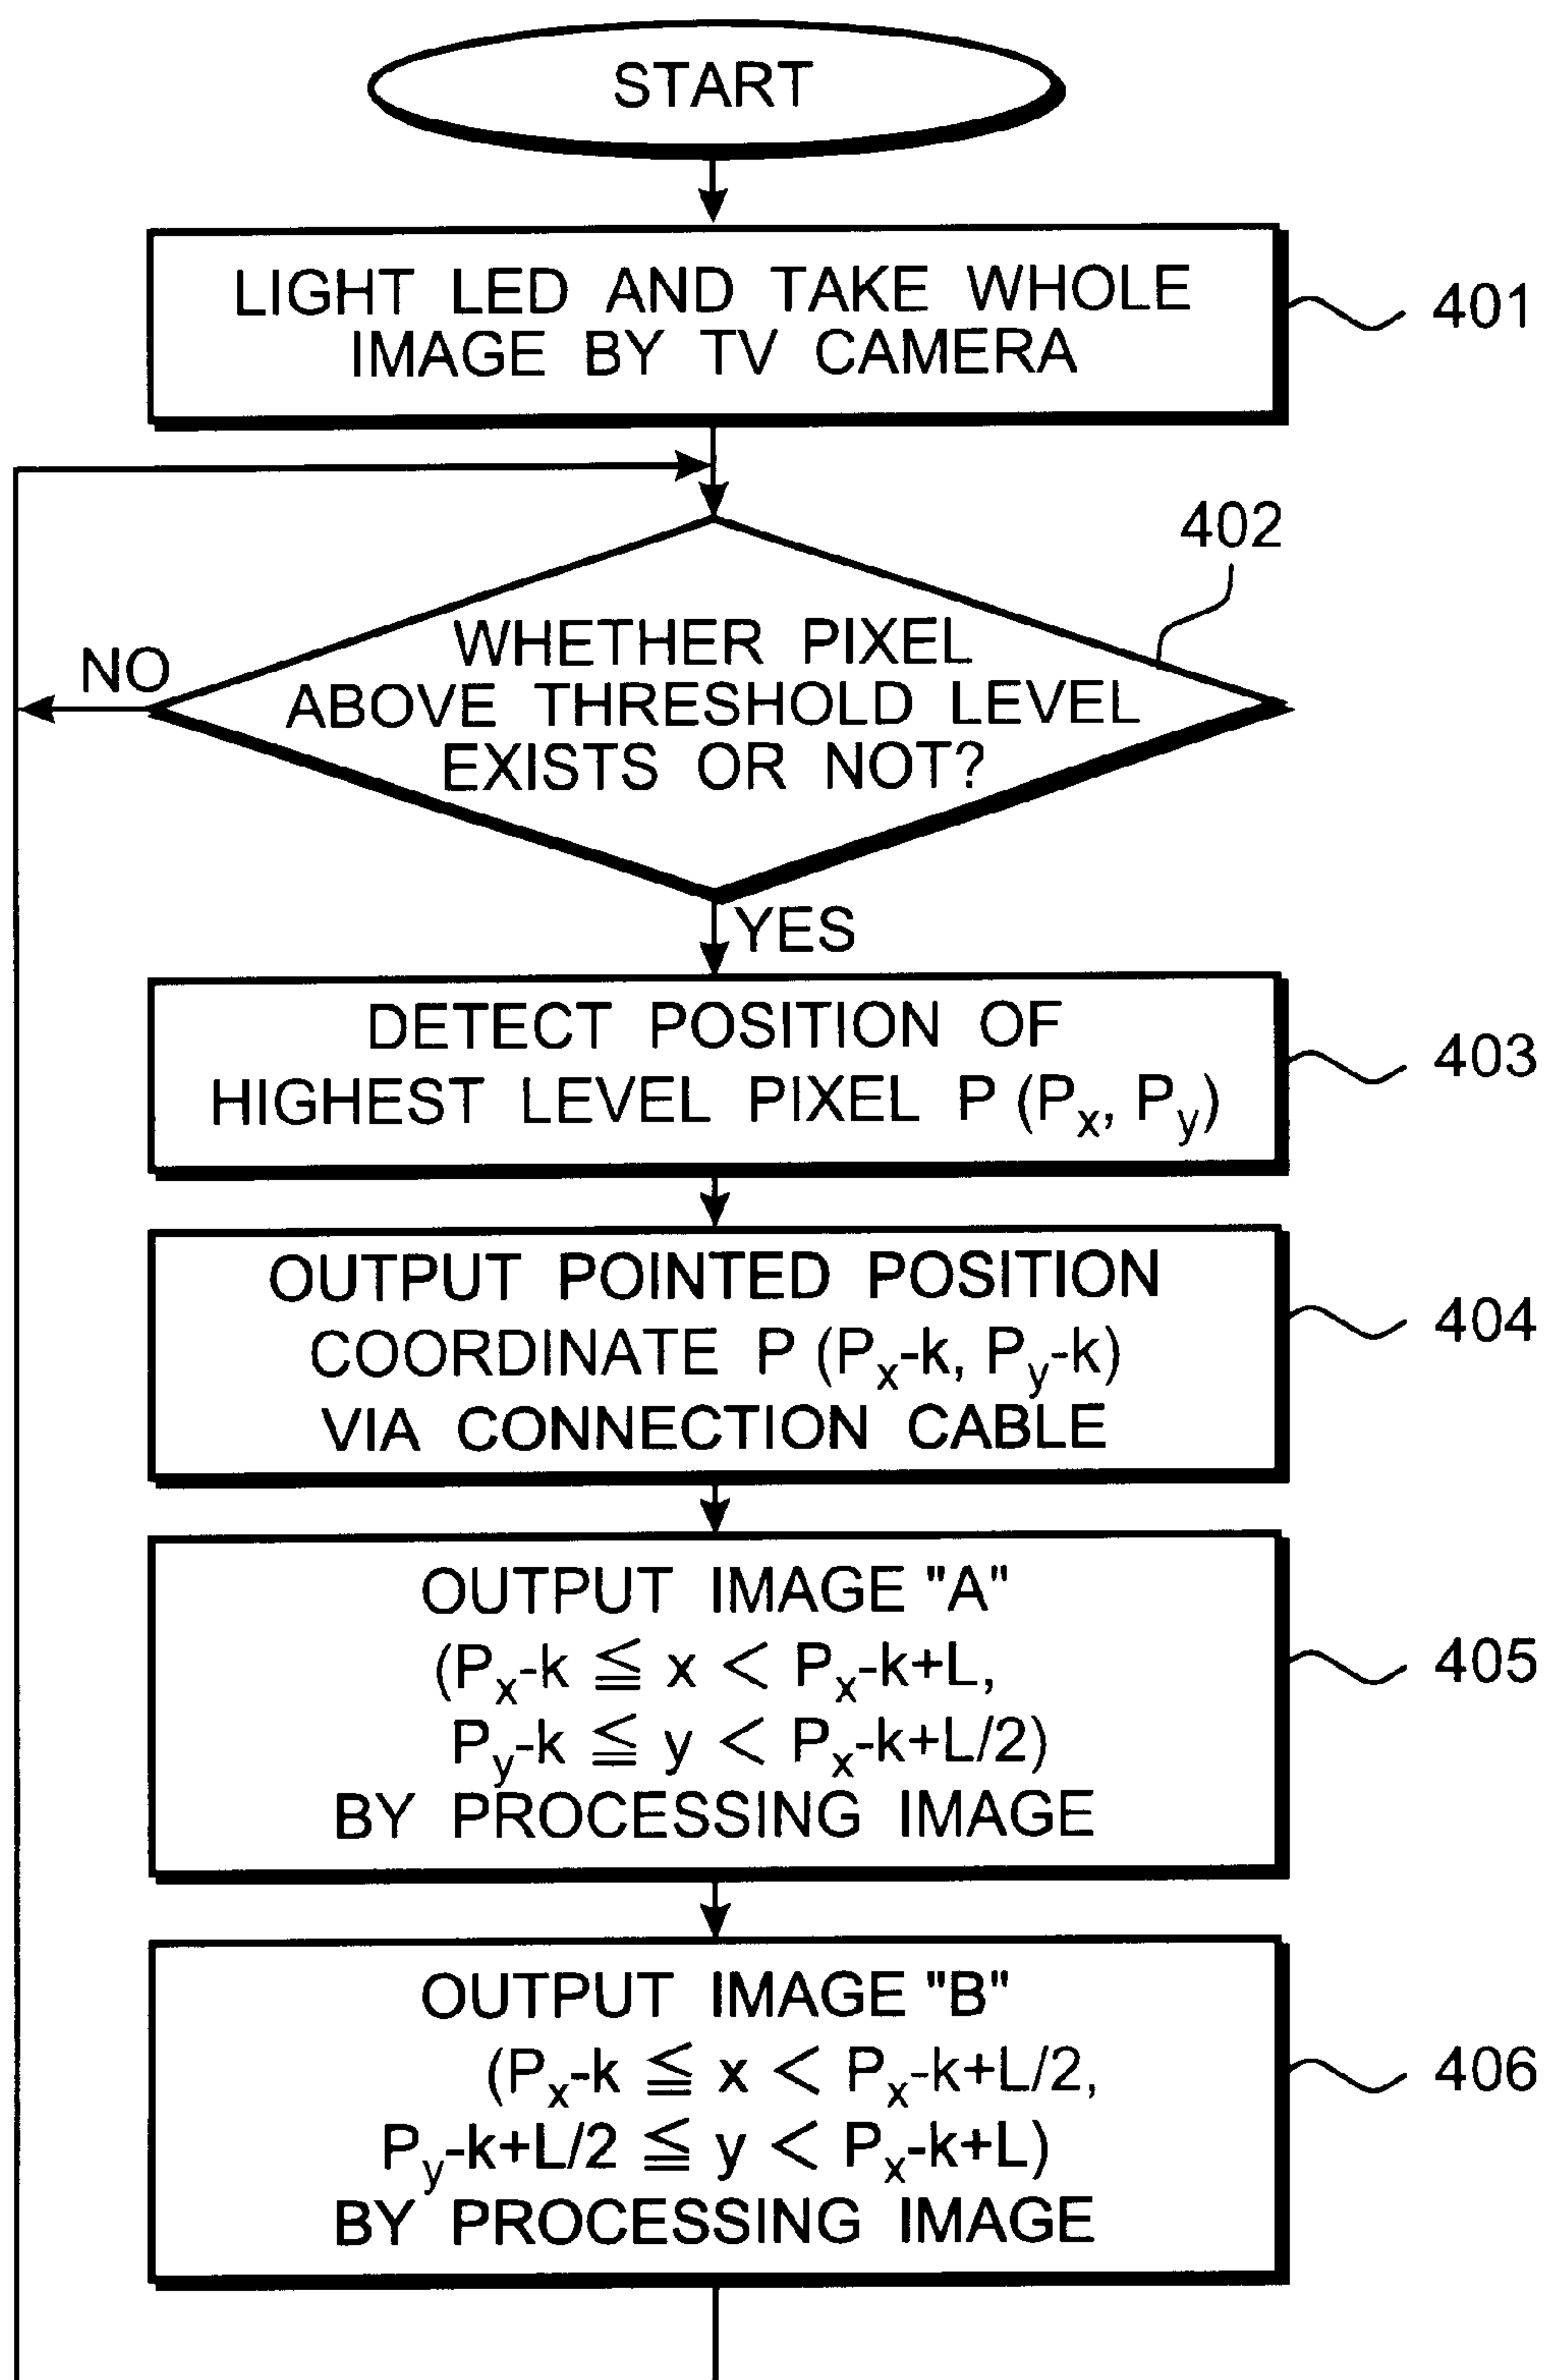 START
LIGHT LED AND TAKE WHOLE
IMAGE BY TV CAMERA
401
402
WHETHER PIXEL
ABOVE THRESHOLD LEVEL
EXISTS OR NOT?
NO
YES
DETECT POSITION OF
HIGHEST LEVEL PIXEL P (Px, Py)
403
OUTPUT POINTED POSITION
COORDINATE P (Px-k, Py-k)
VIA CONNECTION CABLE
404
OUTPUT IMAGE "A"
(Px-k ≦ x < Px-k+L,
Py-k ≦ y < Px-k+L/2)
BY PROCESSING IMAGE
405
OUTPUT IMAGE "B"
(Px-k ≦ x < Px-k+L/2,
Py-k+L/2 ≦ y < Px-k+L)
BY PROCESSING IMAGE
406